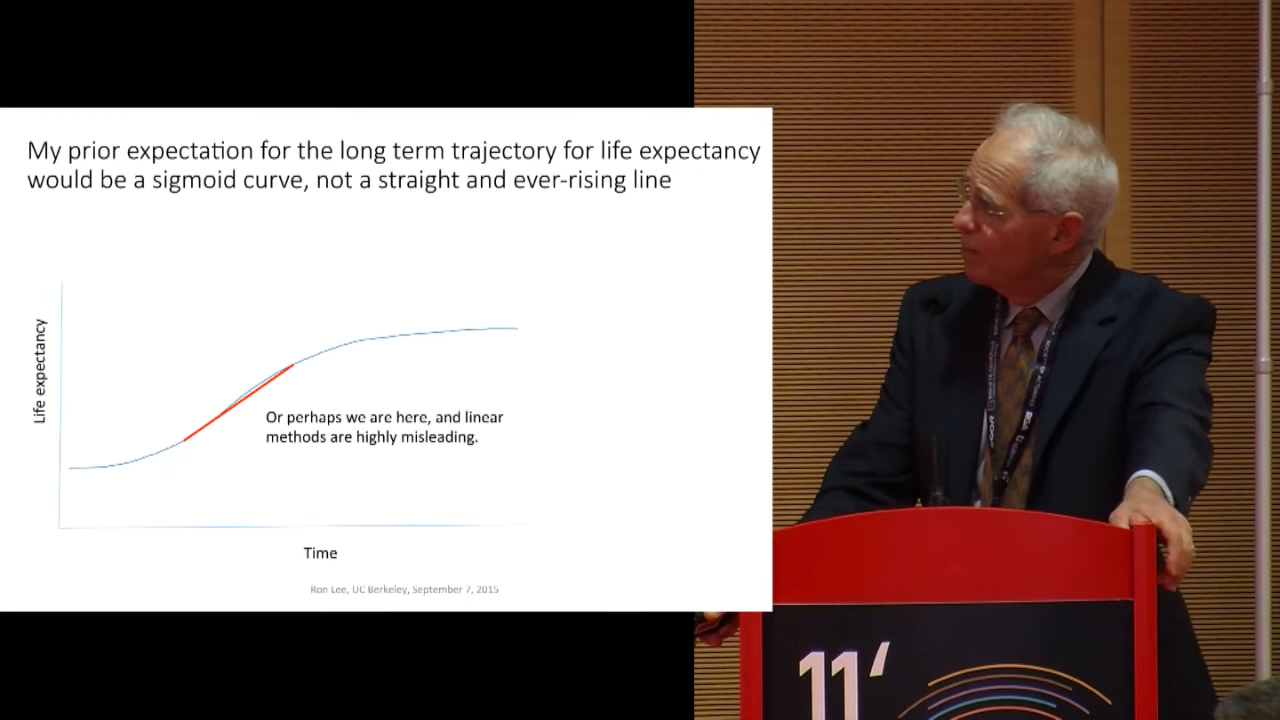 My prior expectation for the long term trajectory for life expectancy
would be a sigmoid curve, not a straight and ever-rising line
Life expectancy
Or perhaps we are here, and linear
methods are highly misleading.
Time
Ron Lee, UC Berkeley, September 7, 2015
11‘